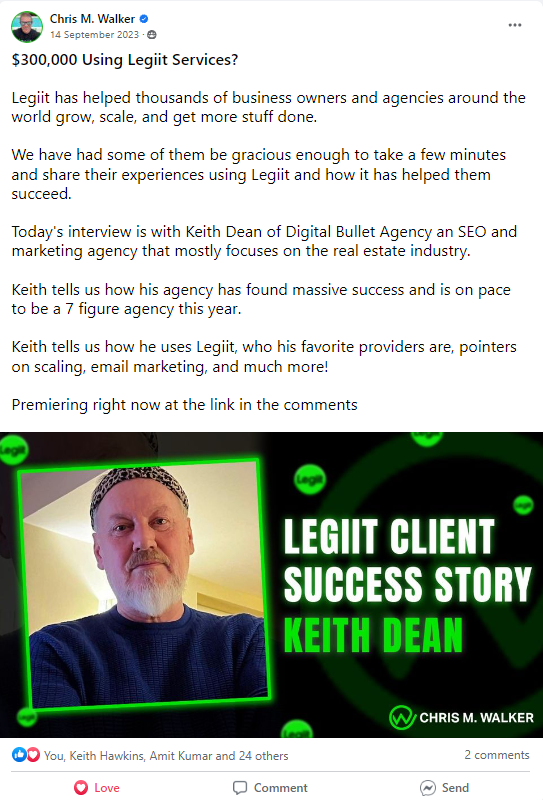 Chris M. Walker
14 September 2023 ·
$300,000 Using Legiit Services?
Legiit has helped thousands of business owners and agencies around the
world grow, scale, and get more stuff done.
We have had some of them be gracious enough to take a few minutes
and share their experiences using Legiit and how it has helped them
succeed.
Today's interview is with Keith Dean of Digital Bullet Agency an SEO and
marketing agency that mostly focuses on the real estate industry.
Keith tells us how his agency has found massive success and is on pace
to be a 7 figure agency this year.
Keith tells us how he uses Legiit, who his favorite providers are, pointers
on scaling, email marketing, and much more!
Premiering right now at the link in the comments
Legiit
Legiit
Legiit
Legiit
LEGIIT CLIENT
SUCCESS STORY
KEITH DEAN
Legiit
Legiit
CHRIS M. WALKER
You, Keith Hawkins, Amit Kumar and 24 others
2 comments
Love
Comment
Send